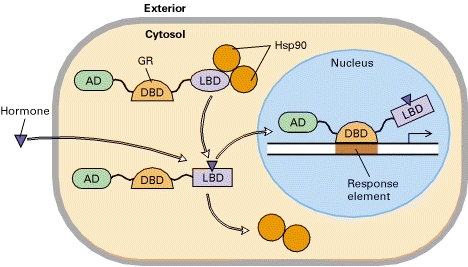 Exterior
Cytosol
GR
Hsp90
AD
DBD
LBD
Nucleus
Hormone
AD
DBD
LBD
AD
DBD
LBD
Response
element